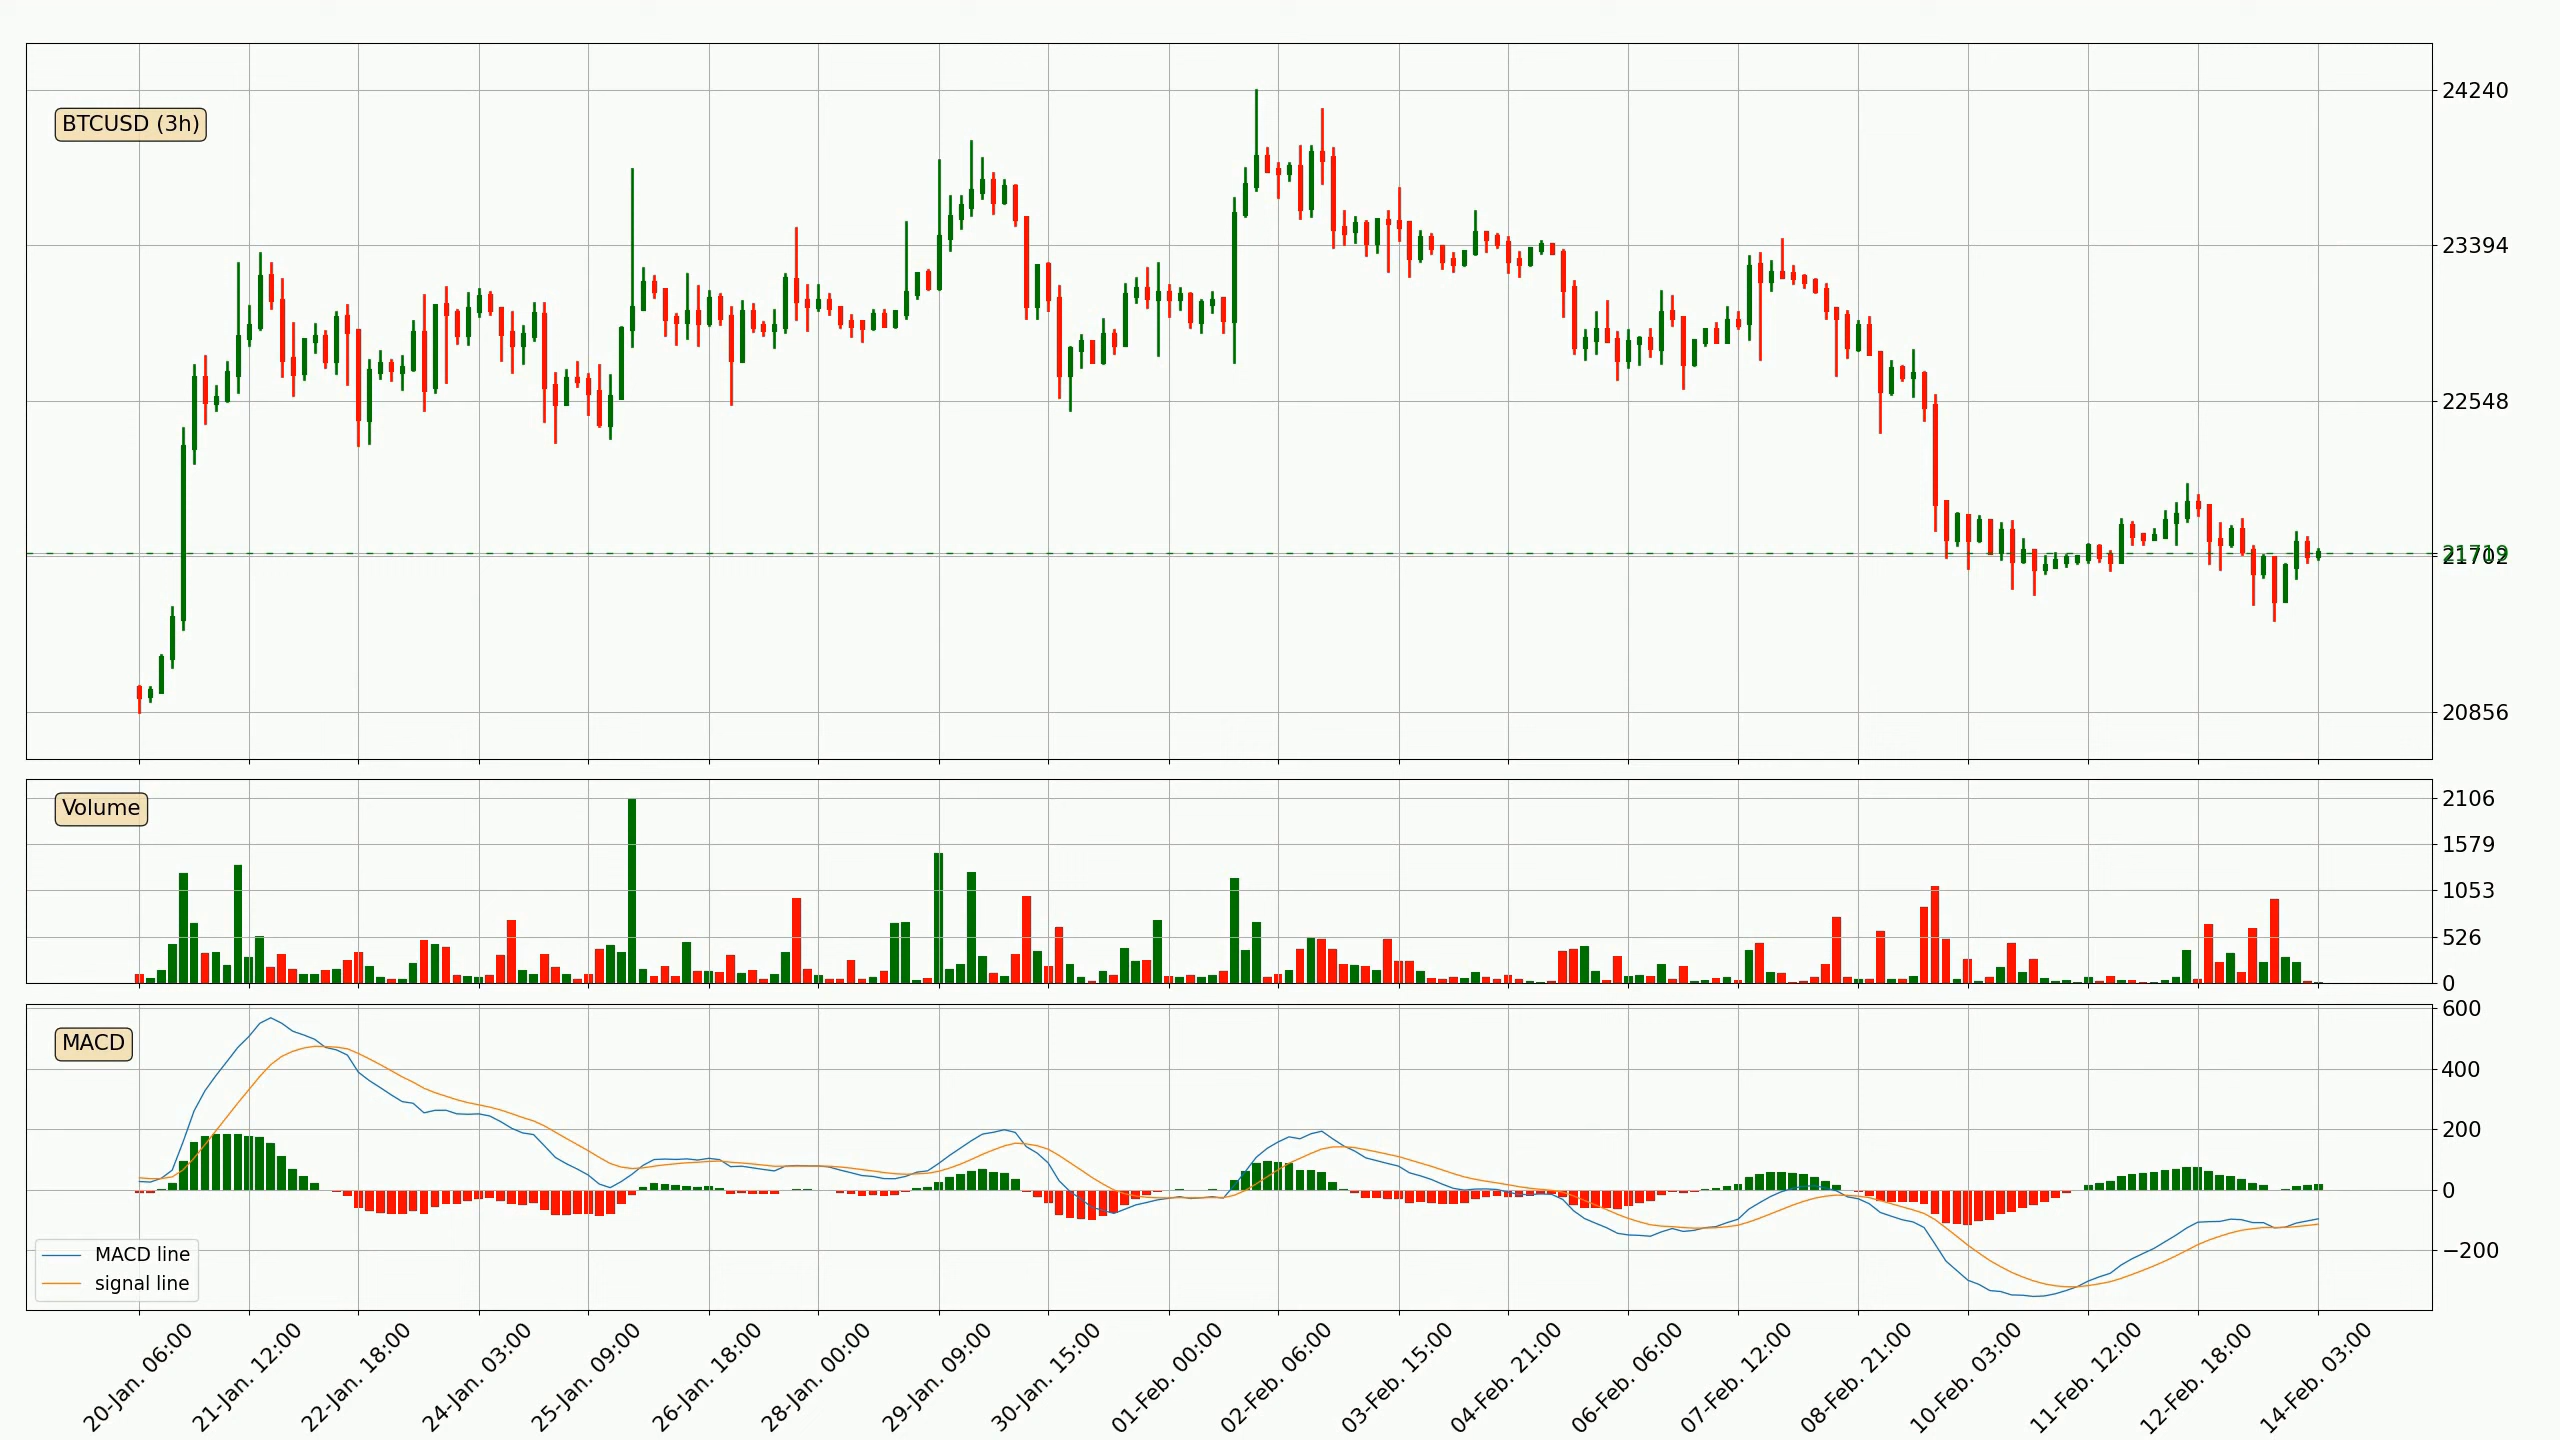 BTCUSD (3h)
24240
23394
22548
21719
21702
20856
Volume
2106
1579
1053
526
0
MACD
600
400
200
0
−200
MACD line
signal line
20-Jan. 06:00
21-Jan. 12:00
22-Jan. 18:00
24-Jan. 03:00
25-Jan. 09:00
26-Jan. 18:00
28-Jan. 00:00
29-Jan. 09:00
30-Jan. 15:00
01-Feb. 00:00
02-Feb. 06:00
03-Feb. 15:00
04-Feb. 21:00
06-Feb. 06:00
07-Feb. 12:00
08-Feb. 21:00
10-Feb. 03:00
11-Feb. 12:00
12-Feb. 18:00
14-Feb. 03:00